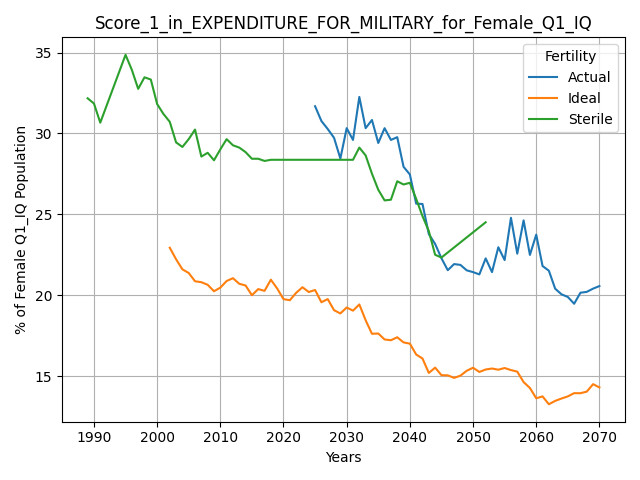 Score_1_in_EXPENDITURE_FOR_MILITARY_for_Female_Q1_IQ
% of Female Q1_IQ Population
35
30
25
20
15
Fertility
Actual
Ideal
Sterile
1990 2000 2010 2020 2030 2040 2050 2060 2070
Years